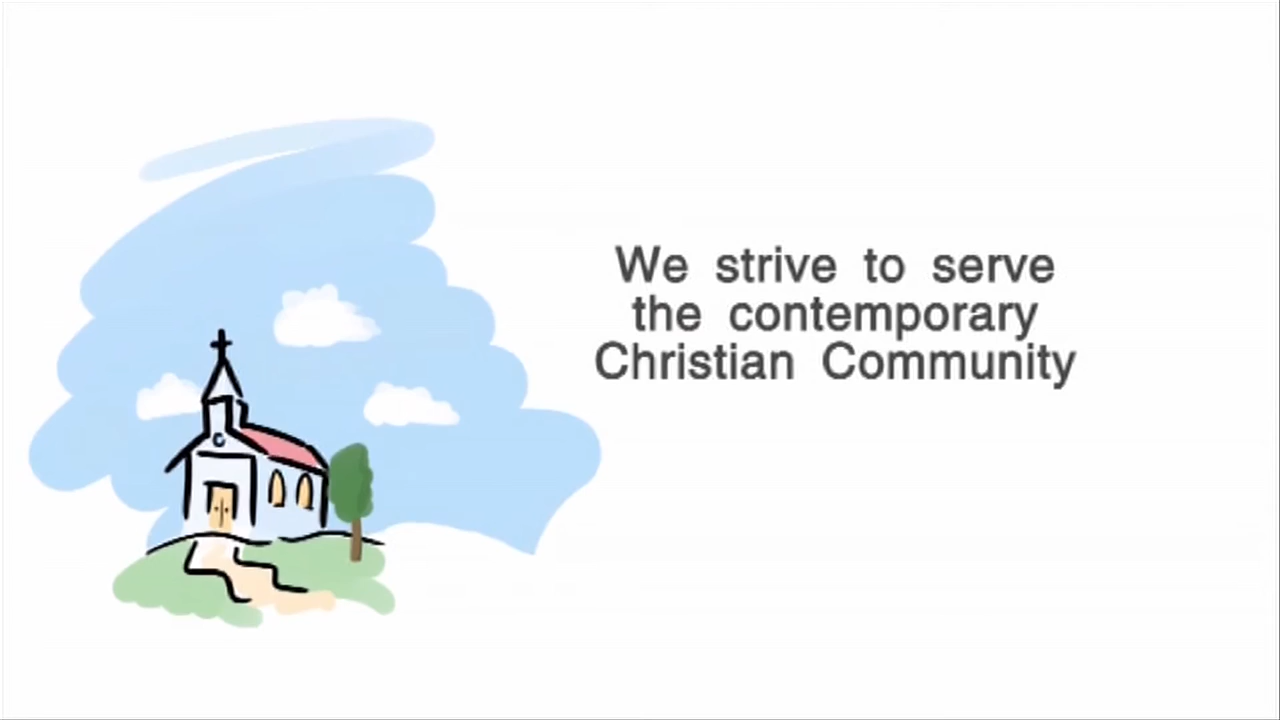 We strive to serve
the contemporary
Christian Community